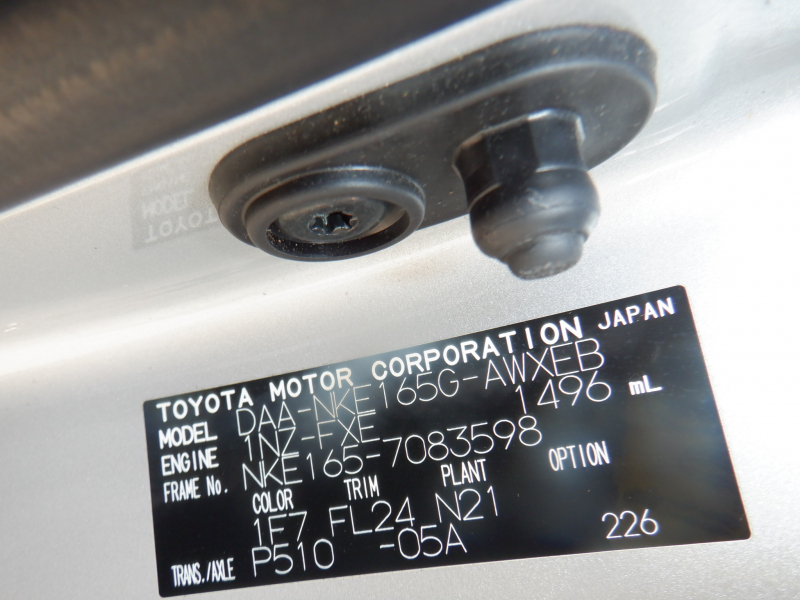 TOYOTA MOTOR CORPORATION JAPAN
MODEL DAA-NKE165G-AWXEB
ENGINE 1NZ-FXE 1496 mL
FRAME No. NKE165-7083598
COLOR TRIM PLANT OPTION
1F7 FL24 N21
TRANS./AXLE P510 -05A 226